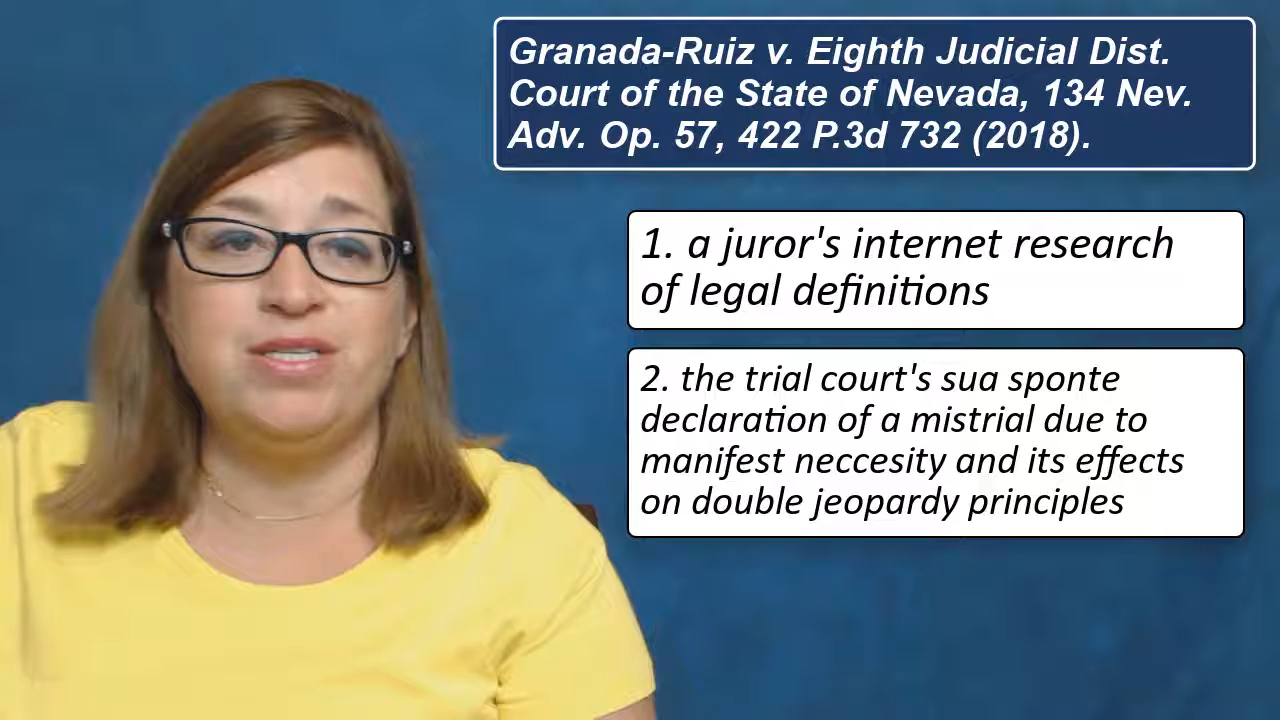 Granada-Ruiz v. Eighth Judicial Dist.
Court of the State of Nevada, 134 Nev.
Adv. Op. 57, 422 P.3d 732 (2018).
1. a juror's internet research
of legal definitions
2. the trial court's sua sponte
declaration of a mistrial due to
manifest neccesity and its effects
on double jeopardy principles